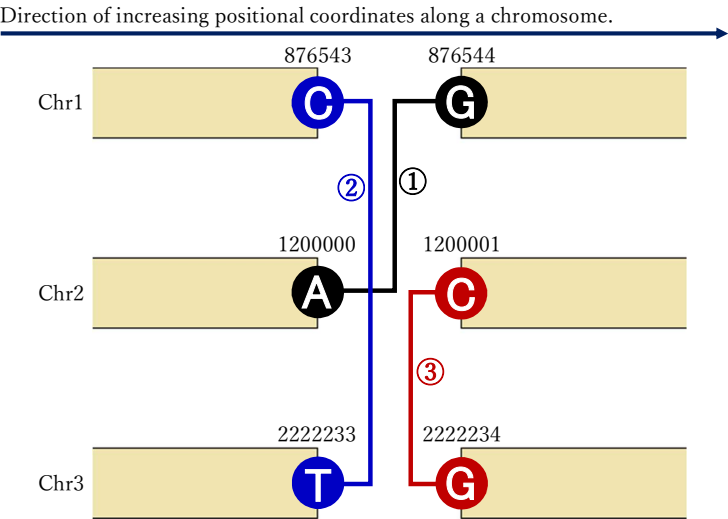 Direction of increasing positional coordinates along a chromosome.
876543 876544
Chr1 C G
② ①
1200000 1200001
Chr2 A C
③
2222233 2222234
Chr3 T G